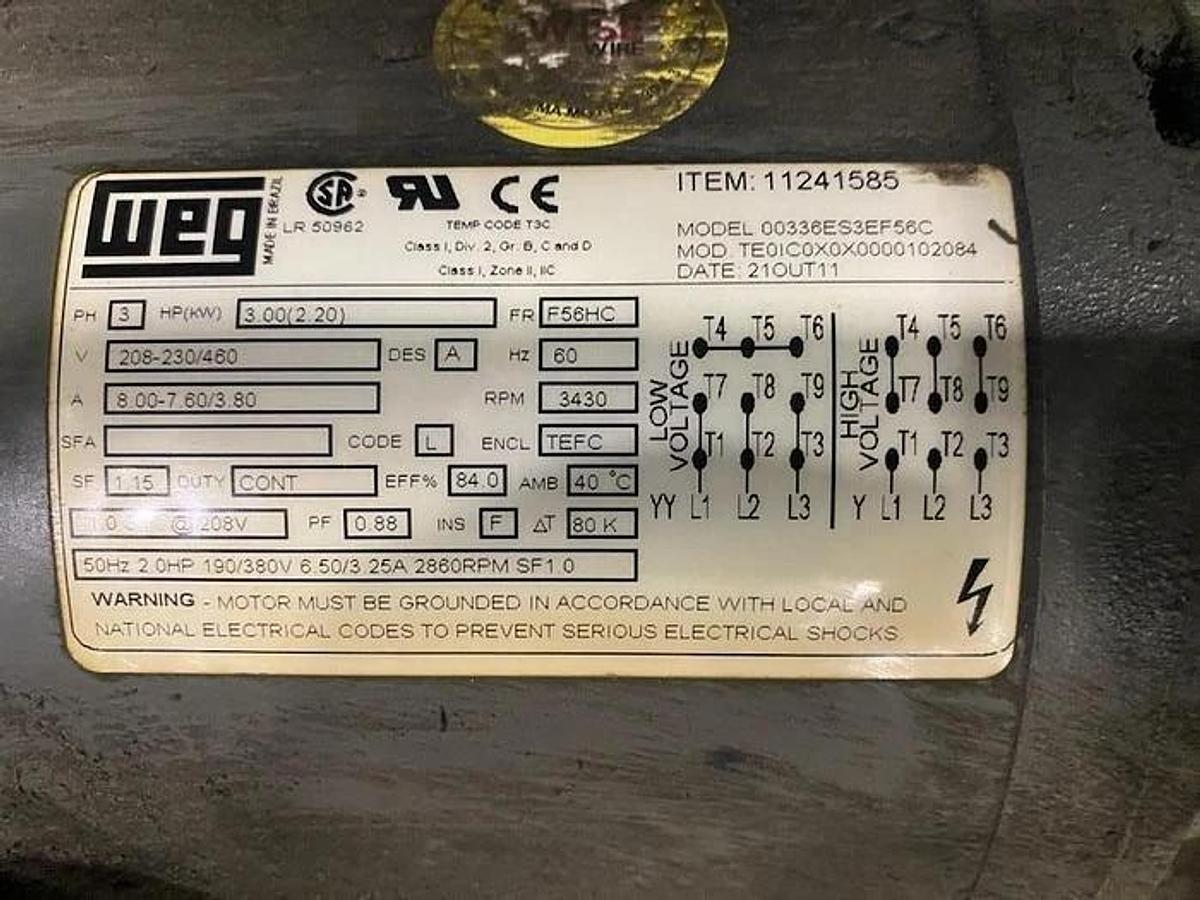 WISE
WIRE
WEG
MADE IN BRAZIL
SA
LR 50962
RU
CE
TEMP CODE T3C
Class I, Div. 2, Gr. B, C and D
Class I, Zone II, IIC
ITEM: 11241585
MODEL 00336ES3EF56C
MOD. TE0IC0X0X0000102084
DATE: 21OUT11
PH 3 HP(KW) 3.00(2.20) FR F56HC
V 208-230/460 DES A Hz 60
A 8.00-7.60/3.80 RPM 3430
SFA CODE L ENCL TEFC
SF 1.15 DUTY CONT EFF% 84.0 AMB 40 °C
@ 208V PF 0.88 INS F ΔT 80 K
50Hz 2.0HP 190/380V 6.50/3.25A 2860RPM SF1.0
LOW VOLTAGE
T4 T5 T6
T7 T8 T9
T1 T2 T3
YY L1 L2 L3
HIGH VOLTAGE
T4 T5 T6
T7 T8 T9
T1 T2 T3
Y L1 L2 L3
WARNING - MOTOR MUST BE GROUNDED IN ACCORDANCE WITH LOCAL AND
NATIONAL ELECTRICAL CODES TO PREVENT SERIOUS ELECTRICAL SHOCKS